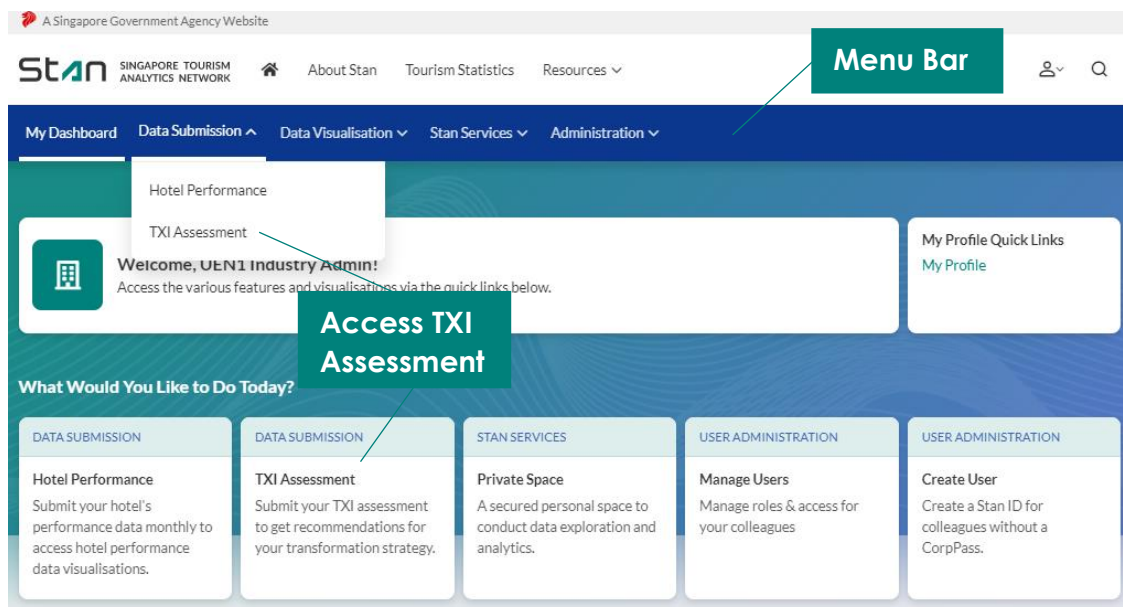 A Singapore Government Agency Website
Stan SINGAPORE TOURISM ANALYTICS NETWORK
About Stan Tourism Statistics Resources
Menu Bar
My Dashboard Data Submission Data Visualisation Stan Services Administration
Hotel Performance
TXI Assessment
Welcome, UEN1 Industry Admin!
Access the various features and visualisations via the quick links below.
My Profile Quick Links
My Profile
Access TXI
Assessment
What Would You Like to Do Today?
DATA SUBMISSION
Hotel Performance
Submit your hotel's
performance data monthly to
access hotel performance
data visualisations.
DATA SUBMISSION
TXI Assessment
Submit your TXI assessment
to get recommendations for
your transformation strategy.
STAN SERVICES
Private Space
A secured personal space to
conduct data exploration and
analytics.
USER ADMINISTRATION
Manage Users
Manage roles & access for
your colleagues
USER ADMINISTRATION
Create User
Create a Stan ID for
colleagues without a
CorpPass.